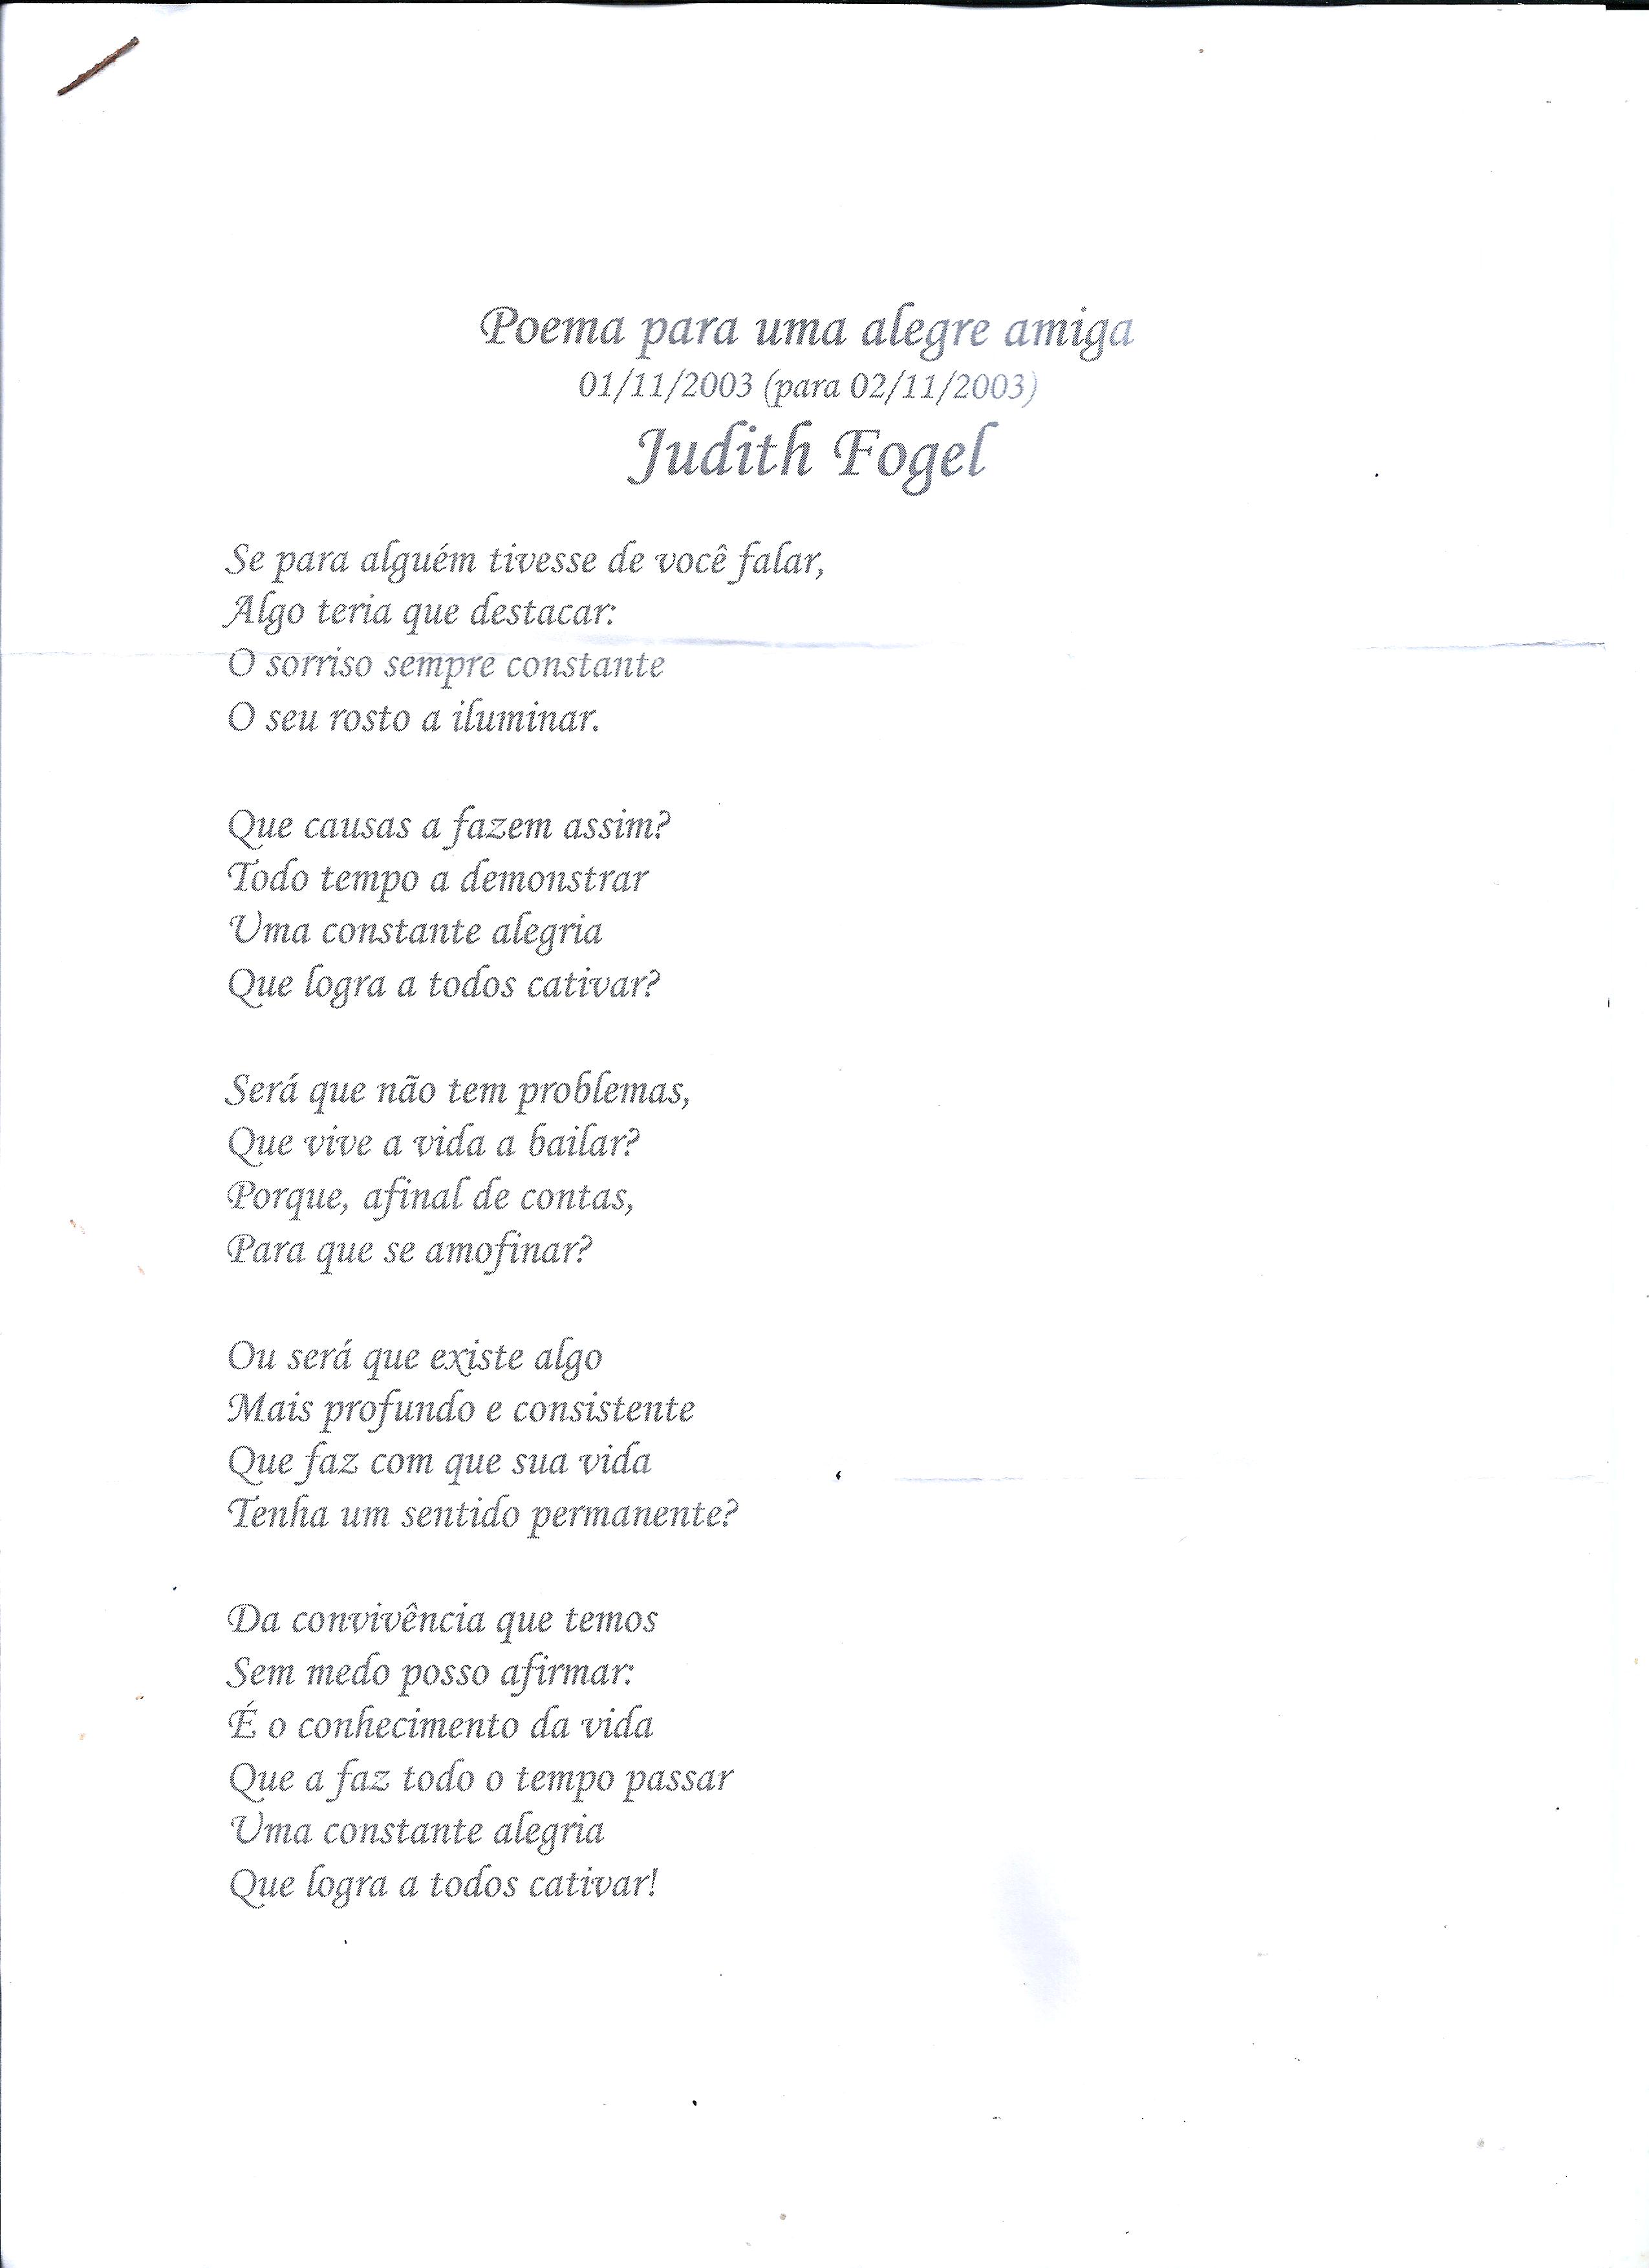 Poema para uma alegre amiga
01/11/2003 (para 02/11/2003)
Judith Fogel
Se para alguém tivesse de você falar,
Algo teria que destacar:
O sorriso sempre constante
O seu rosto a iluminar.
Que causas a fazem assim?
Todo tempo a demonstrar
Uma constante alegria
Que logra a todos cativar?
Será que não tem problemas,
Que vive a vida a bailar?
Porque, afinal de contas,
Para que se amofinar?
Ou será que existe algo
Mais profundo e consistente
Que faz com que sua vida
Tenha um sentido permanente?
Da convivência que temos
Sem medo posso afirmar:
É o conhecimento da vida
Que a faz todo o tempo passar
Uma constante alegria
Que logra a todos cativar!